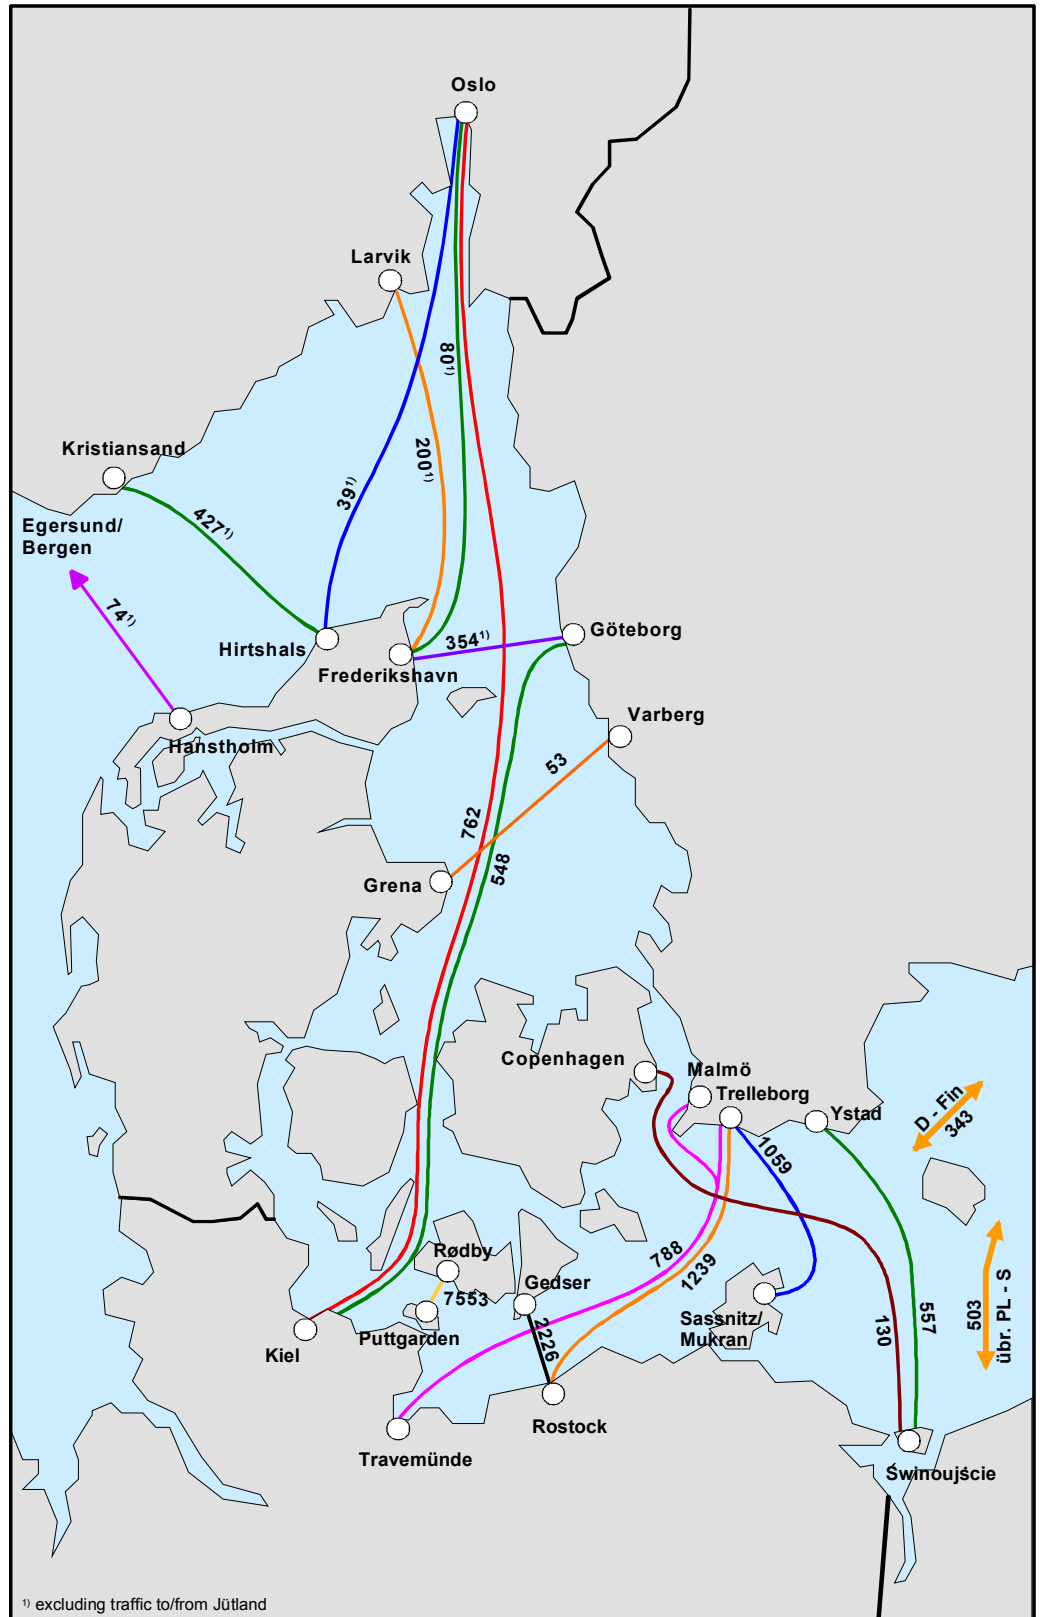 Oslo
Larvik
80¹⁾
Kristiansand
200¹⁾
39¹⁾
427¹⁾
Egersund/
Bergen
74¹⁾
Hirtshals
Frederikshavn
354¹⁾
Göteborg
Varberg
Hanstholm
53
762
548
Grena
Copenhagen
Malmö
Trelleborg
Ystad
D - Fin
343
1059
788
1239
Rødby
7553
Gedser
2226
Puttgarden
Kiel
Sassnitz/
Mukran
130
557
503
übr. PL - S
Rostock
Travemünde
Świnoujście
¹⁾ excluding traffic to/from Jütland